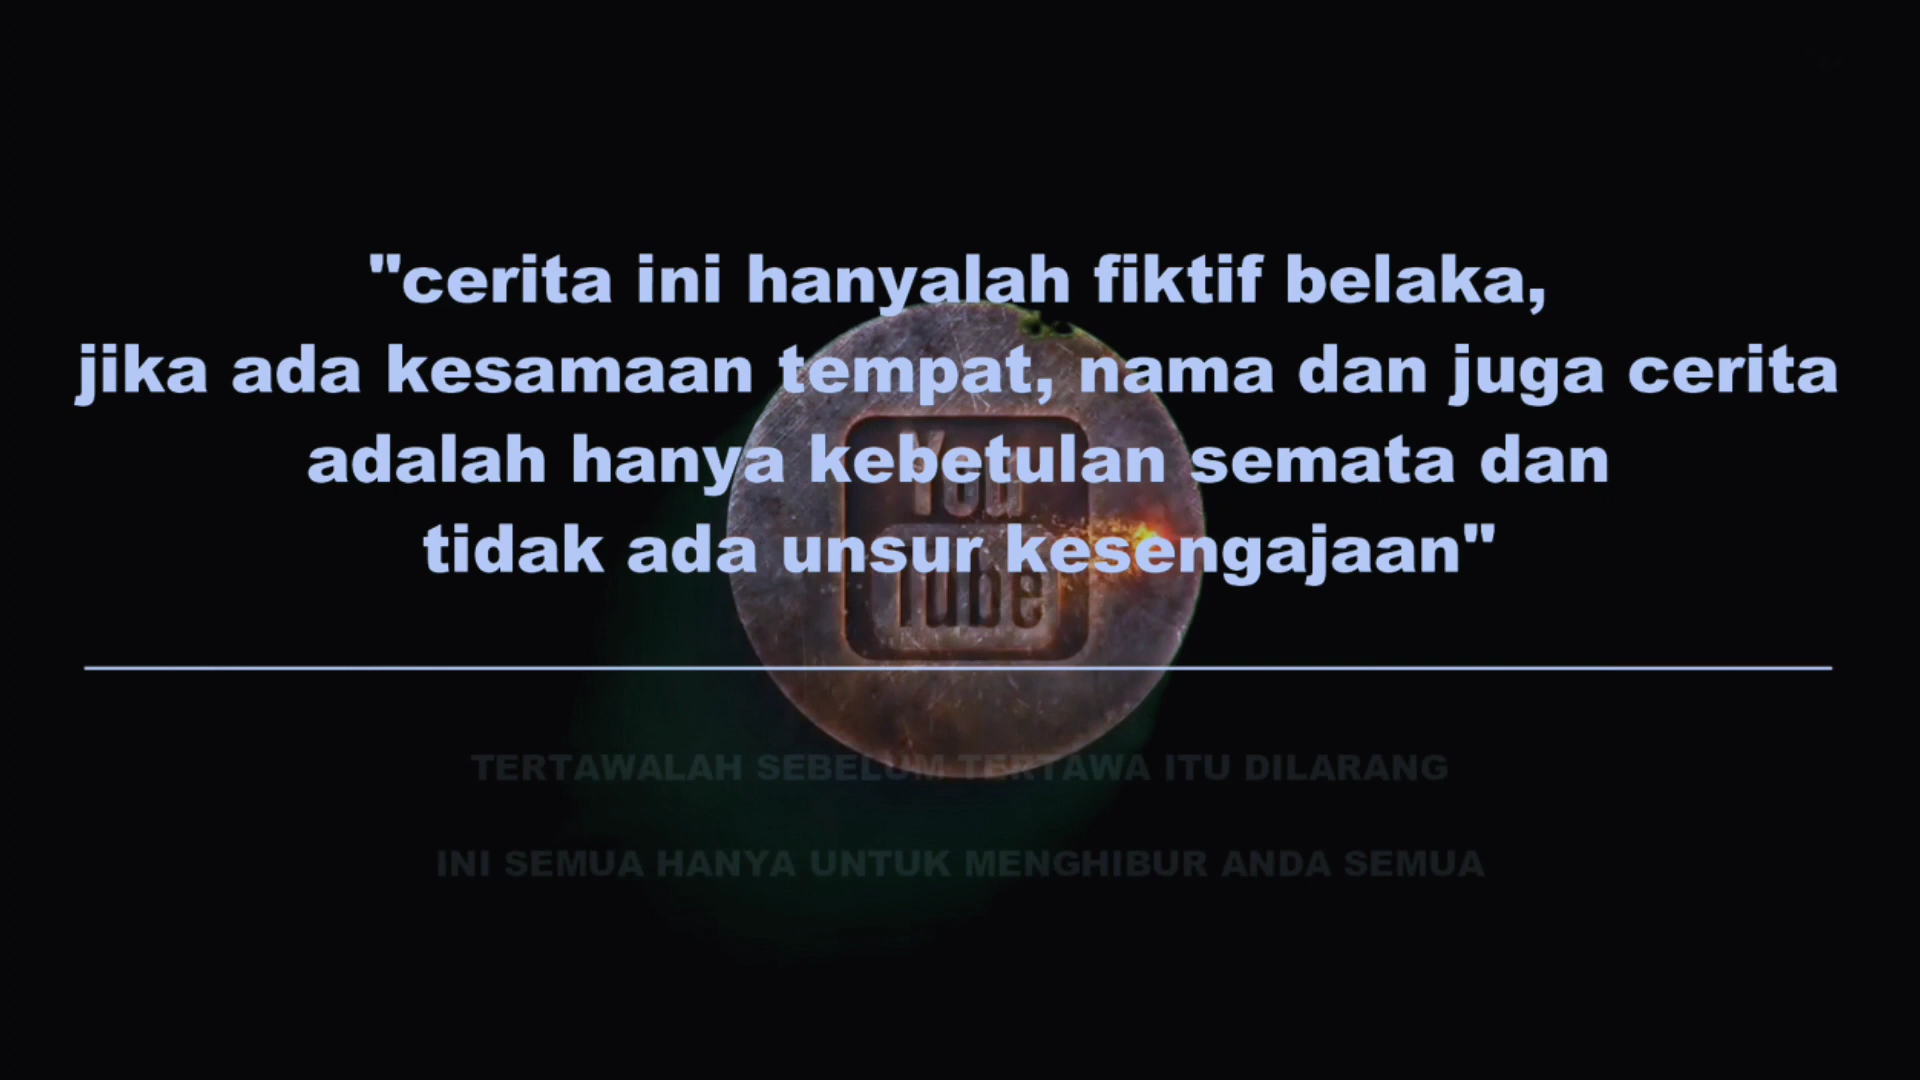 "cerita ini hanyalah fiktif belaka,
jika ada kesamaan tempat, nama dan juga cerita
adalah hanya kebetulan semata dan
tidak ada unsur kesengajaan"
You
Tube
TERTAWALAH SEBELUM TERTAWA ITU DILARANG
INI SEMUA HANYA UNTUK MENGHIBUR ANDA SEMUA